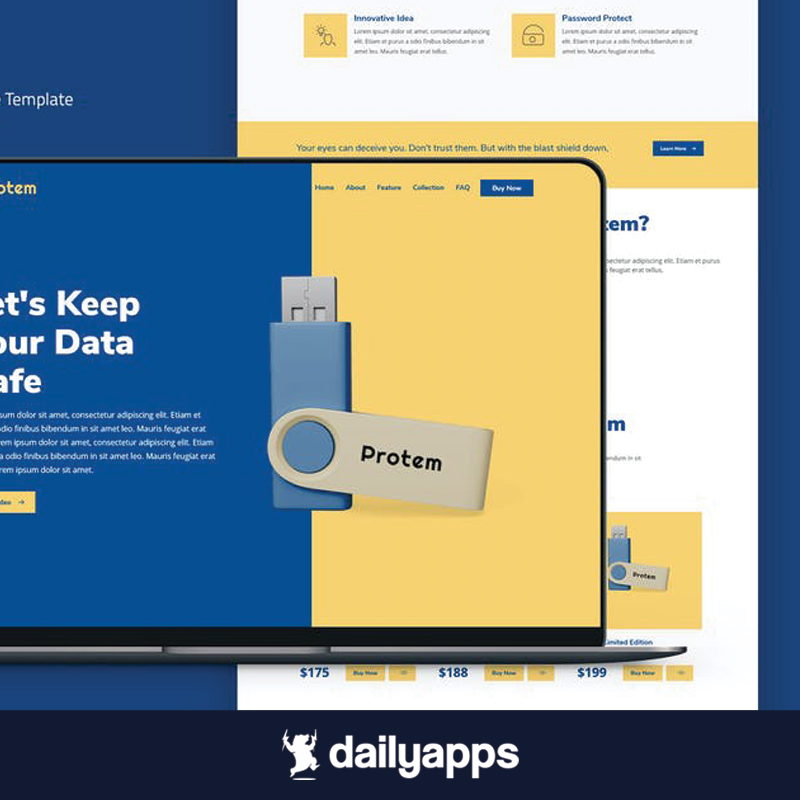 Innovative Idea
Lorem ipsum dolor sit amet, consectetur adipiscing
elit. Etiam et purus a odio finibus bibendum in sit
amet leo. Mauris feugiat erat tellus.
Password Protect
Lorem ipsum dolor sit amet, consectetur adipiscing
elit. Etiam et purus a odio finibus bibendum in sit
amet leo. Mauris feugiat erat tellus.
Template
Your eyes can deceive you. Don't trust them. But with the blast shield down,
Learn More →
otem
Home About Feature Collection FAQ Buy Now
tem?
nsectetur adipiscing elit. Etiam et purus
feugiat erat tellus.
et's Keep
our Data
afe
sum dolor sit amet, consectetur adipiscing elit. Etiam et
odio finibus bibendum in sit amet leo. Mauris feugiat erat
rem ipsum dolor sit amet, consectetur adipiscing elit. Etiam
a odio finibus bibendum in sit amet leo. Mauris feugiat erat
rem ipsum dolor sit amet.
ideo →
Protem
m
bendum in sit
Protem
Limited Edition
$175 Buy Now $188 Buy Now $199 Buy Now
dailyapps